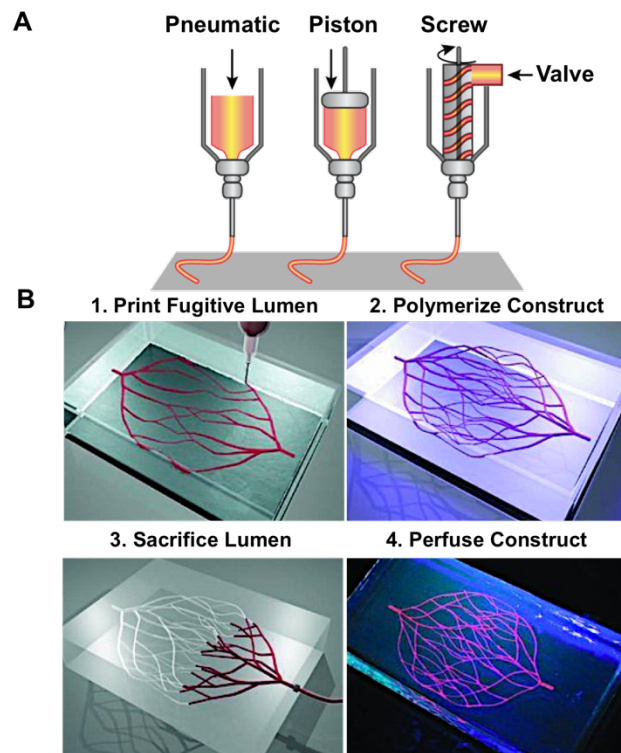 A
Pneumatic Piston Screw
Valve
B
1. Print Fugitive Lumen
2. Polymerize Construct
3. Sacrifice Lumen
4. Perfuse Construct